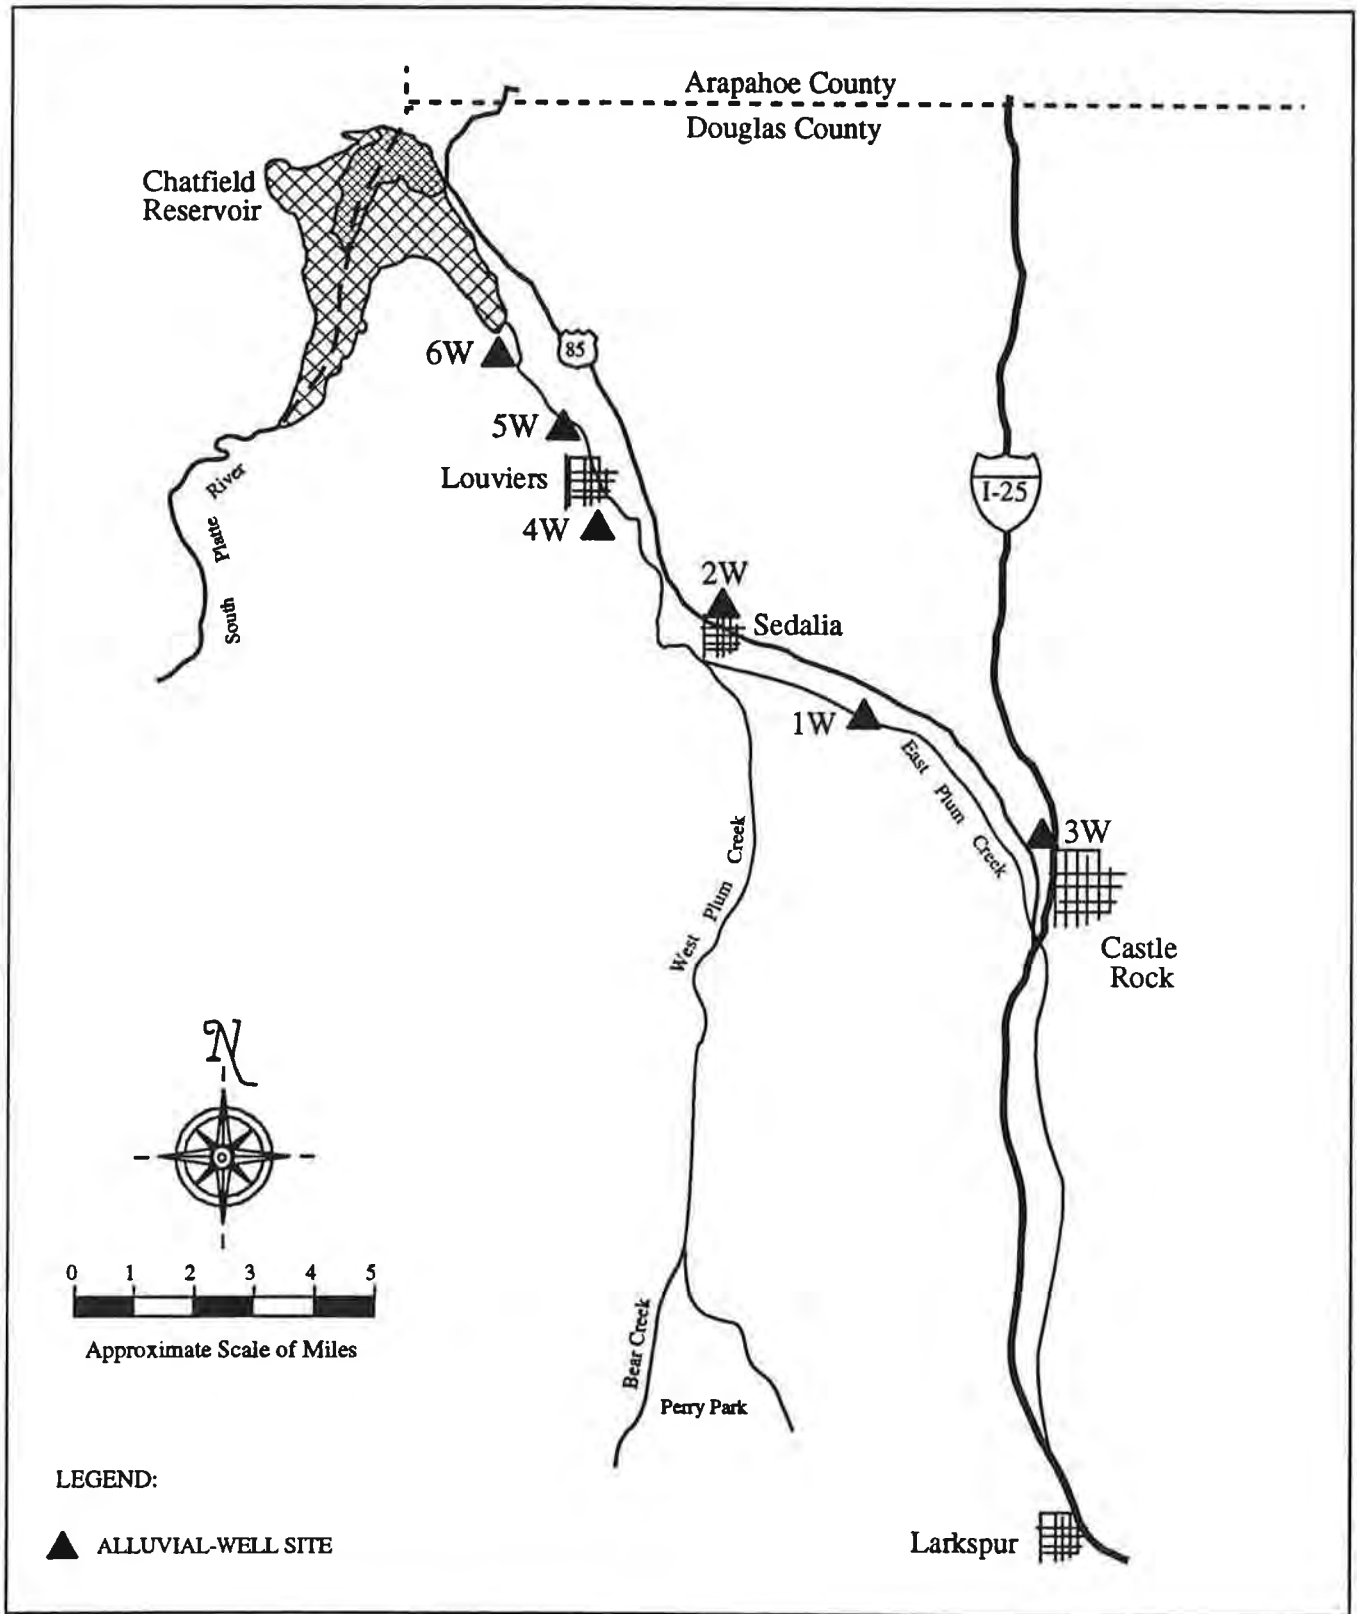 Arapahoe County
Douglas County
Chatfield
Reservoir
6W
85
5W
Louviers
I-25
4W
South Platte River
2W
Sedalia
1W
East Plum Creek
3W
West Plum Creek
Castle
Rock
N
0 1 2 3 4 5
Approximate Scale of Miles
Bear Creek
Perry Park
LEGEND:
ALLUVIAL-WELL SITE
Larkspur